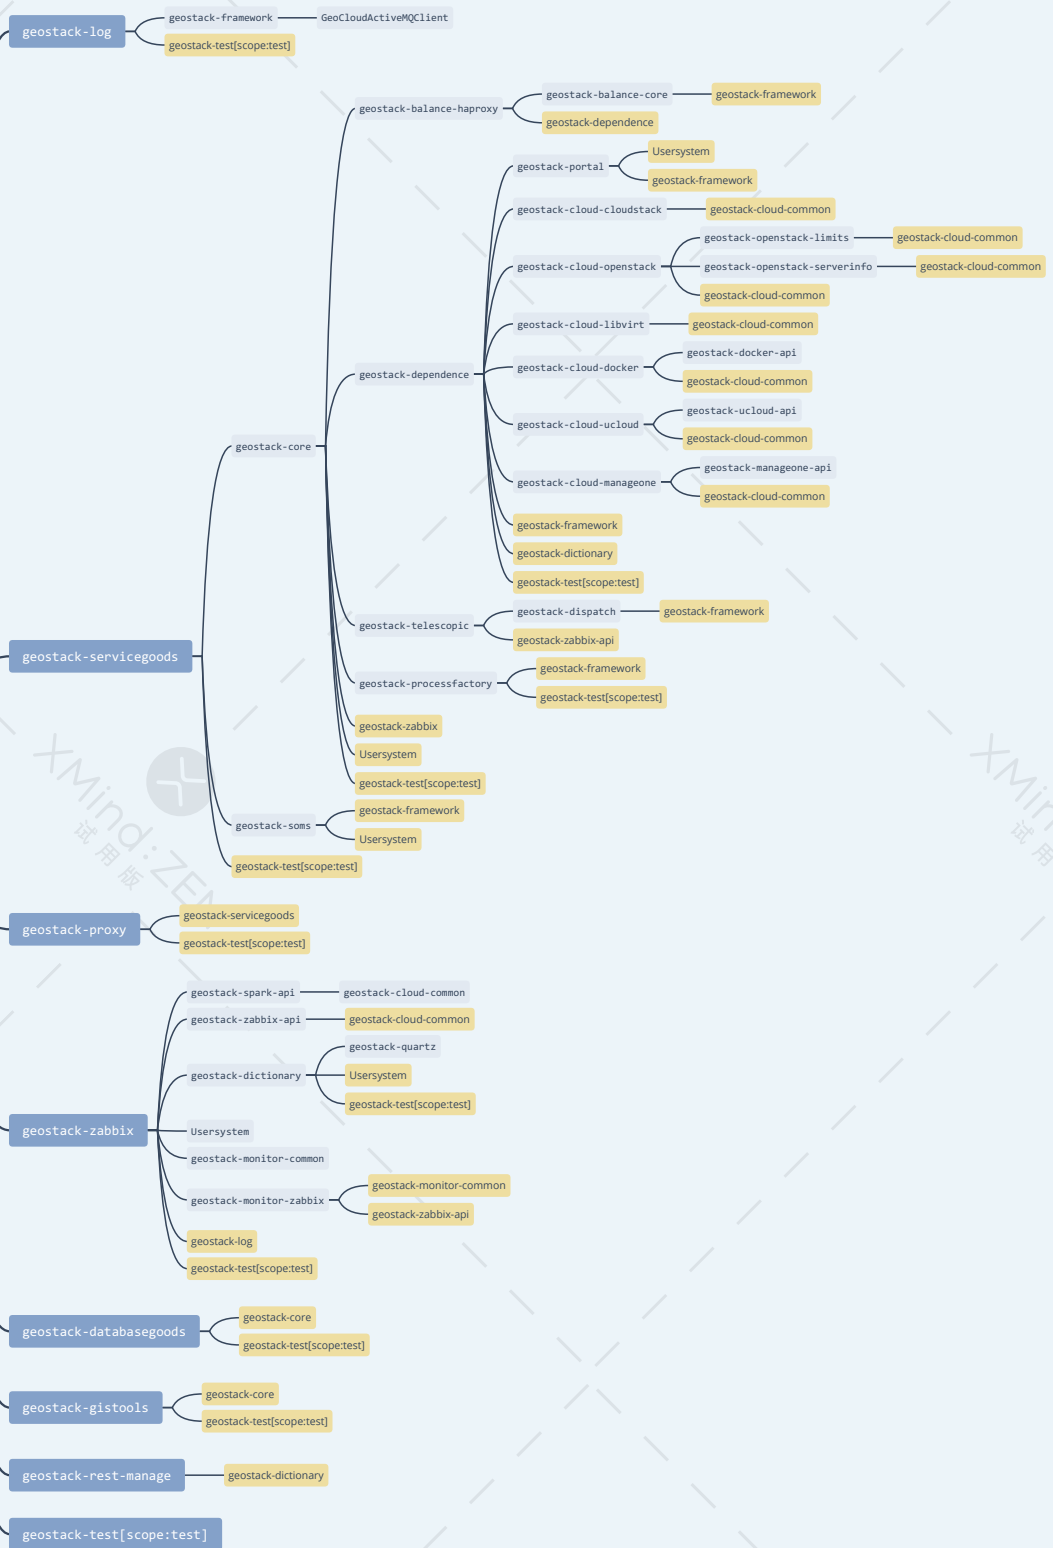 geostack-log
geostack-framework
GeoCloudActiveMQClient
geostack-test[scope:test]
geostack-servicegoods
geostack-core
geostack-balance-haproxy
geostack-balance-core
geostack-framework
geostack-dependence
geostack-dependence
geostack-portal
Usersystem
geostack-framework
geostack-cloud-cloudstack
geostack-cloud-common
geostack-cloud-openstack
geostack-openstack-limits
geostack-cloud-common
geostack-openstack-serverinfo
geostack-cloud-common
geostack-cloud-common
geostack-cloud-libvirt
geostack-cloud-common
geostack-cloud-docker
geostack-docker-api
geostack-cloud-common
geostack-cloud-ucloud
geostack-ucloud-api
geostack-cloud-common
geostack-cloud-manageone
geostack-manageone-api
geostack-cloud-common
geostack-framework
geostack-dictionary
geostack-test[scope:test]
geostack-telescopic
geostack-dispatch
geostack-framework
geostack-zabbix-api
geostack-processfactory
geostack-framework
geostack-test[scope:test]
geostack-zabbix
Usersystem
geostack-test[scope:test]
geostack-soms
geostack-framework
Usersystem
geostack-test[scope:test]
geostack-proxy
geostack-servicegoods
geostack-test[scope:test]
geostack-zabbix
geostack-spark-api
geostack-cloud-common
geostack-zabbix-api
geostack-cloud-common
geostack-dictionary
geostack-quartz
Usersystem
geostack-test[scope:test]
Usersystem
geostack-monitor-common
geostack-monitor-zabbix
geostack-monitor-common
geostack-zabbix-api
geostack-log
geostack-test[scope:test]
geostack-databasegoods
geostack-core
geostack-test[scope:test]
geostack-gistools
geostack-core
geostack-test[scope:test]
geostack-rest-manage
geostack-dictionary
geostack-test[scope:test]
XMind:ZEN
试用版
XMin
试用